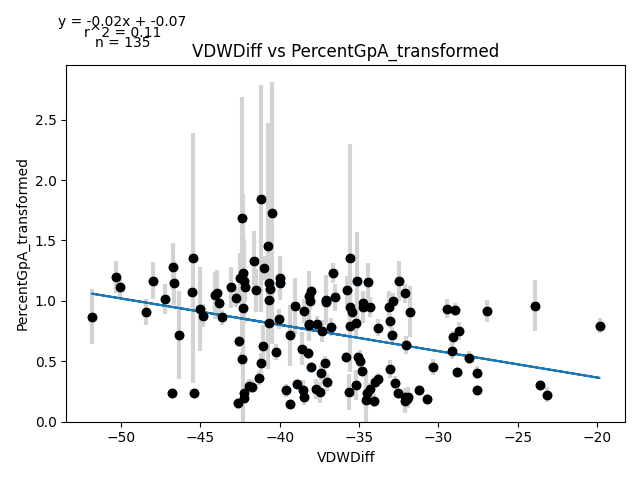 y = -0.02x + -0.07
r^2 = 0.11
n = 135
VDWDiff vs PercentGpA_transformed
PercentGpA_transformed
2.5
2.0
1.5
1.0
0.5
0.0
−50 −45 −40 −35 −30 −25 −20
VDWDiff